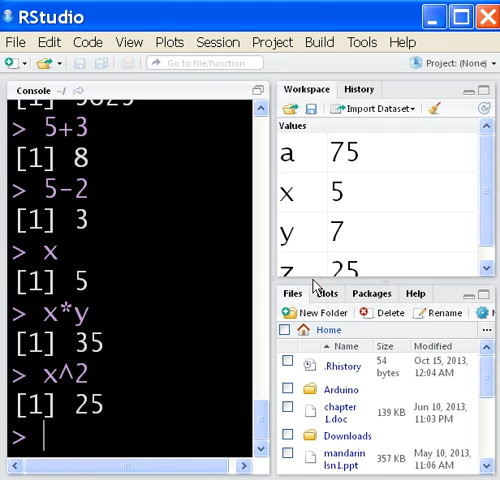 RStudio
File Edit Code View Plots Session Project Build Tools Help
Go to file/function Project: (None)
Console ~/
> 5+3
[1] 8
> 5-2
[1] 3
> x
[1] 5
> x*y
[1] 35
> x^2
[1] 25
>
Workspace History
Import Dataset
Values
a 75
x 5
y 7
z 25
Files Plots Packages Help
New Folder Delete Rename
Home
Name Size Modified
.Rhistory 54 bytes Oct 15, 2013, 12:04 AM
Arduino
chapter 1.doc 139 KB Jun 10, 2013, 11:03 PM
Downloads
mandarin lsn1.ppt 357 KB May 10, 2013, 11:06 AM